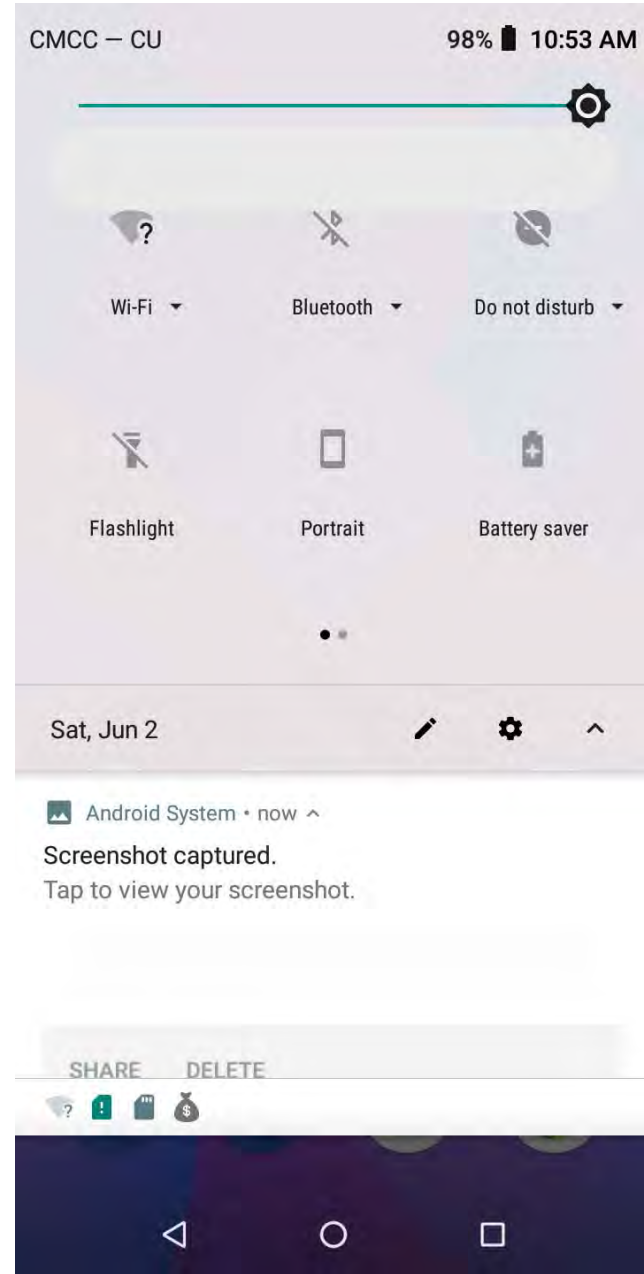 CMCC — CU 98% 10:53 AM
Wi-Fi Bluetooth Do not disturb
Flashlight Portrait Battery saver
Sat, Jun 2
Android System • now
Screenshot captured.
Tap to view your screenshot.
SHARE DELETE